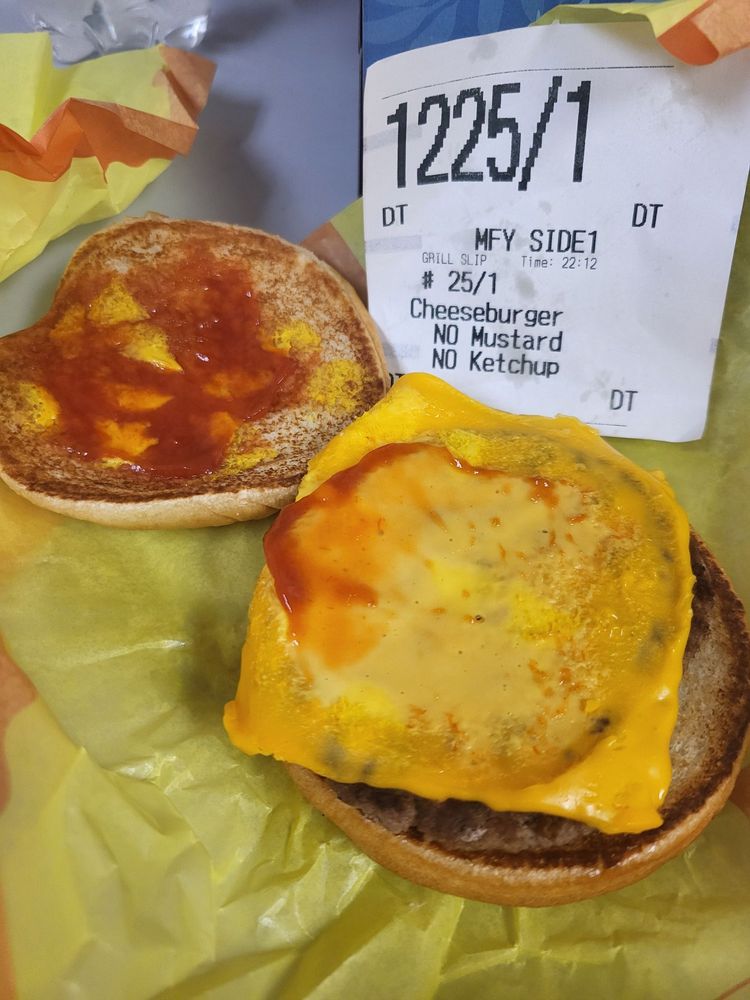 1225/1
DT DT
MFY SIDE1
GRILL SLIP Time: 22:12
# 25/1
Cheeseburger
NO Mustard
NO Ketchup
DT DT